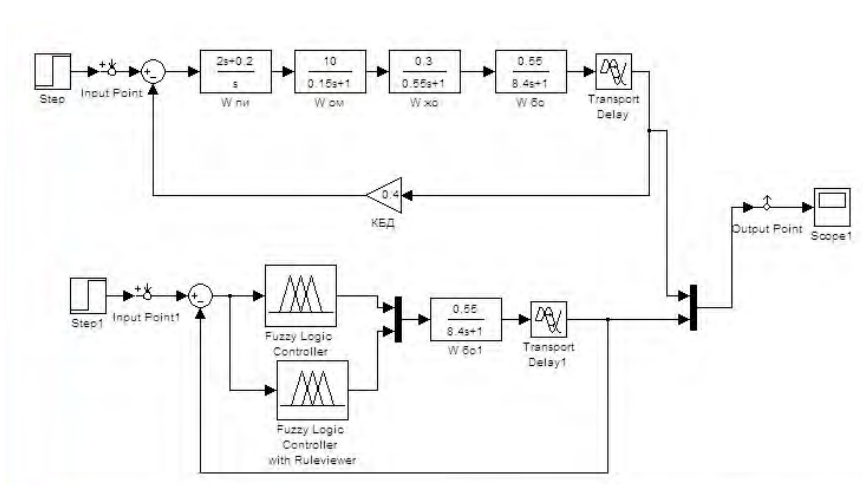 2s+0.2
s
10
0.15s+1
0.3
0.55s+1
0.55
8.4s+1
Step
Input Point
W пи
W ом
W жо
W бо
Transport
Delay
0.4
КБД
Output Point
Scope1
Step1
Input Point1
Fuzzy Logic
Controller
0.55
8.4s+1
W бо1
Transport
Delay1
Fuzzy Logic
Controller
with Ruleviewer